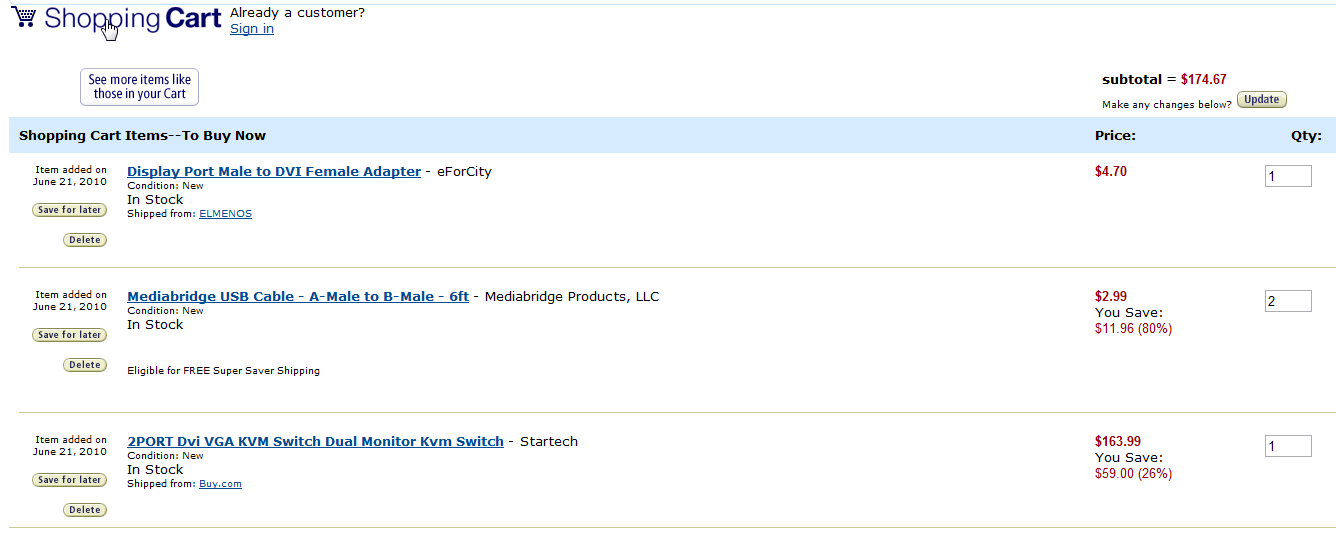 Shopping Cart
Already a customer?
Sign in
See more items like
those in your Cart
subtotal = $174.67
Make any changes below? Update
Shopping Cart Items--To Buy Now Price: Qty:
Item added on
June 21, 2010
Save for later
Delete
Display Port Male to DVI Female Adapter - eForCity
Condition: New
In Stock
Shipped from: ELMENOS
$4.70
1
Item added on
June 21, 2010
Save for later
Delete
Mediabridge USB Cable - A-Male to B-Male - 6ft - Mediabridge Products, LLC
Condition: New
In Stock
Eligible for FREE Super Saver Shipping
$2.99
You Save:
$11.96 (80%)
2
Item added on
June 21, 2010
Save for later
Delete
2PORT Dvi VGA KVM Switch Dual Monitor Kvm Switch - Startech
Condition: New
In Stock
Shipped from: Buy.com
$163.99
You Save:
$59.00 (26%)
1